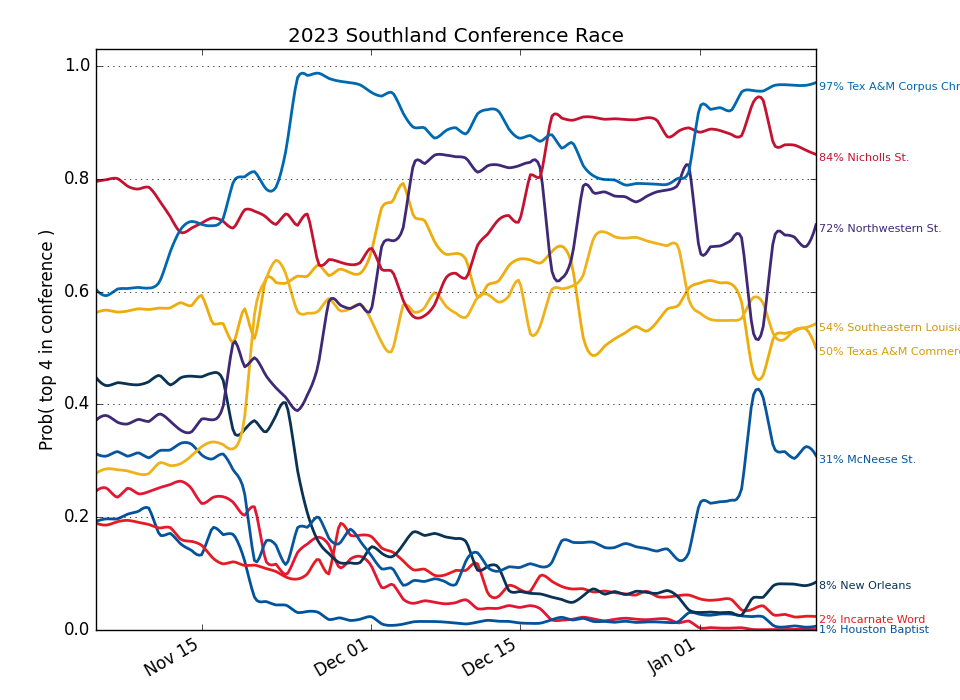 2023 Southland Conference Race
Prob( top 4 in conference )
1.0
0.8
0.6
0.4
0.2
0.0
Nov 15
Dec 01
Dec 15
Jan 01
97% Tex A&M Corpus Chr
84% Nicholls St.
72% Northwestern St.
54% Southeastern Louisia
50% Texas A&M Commerc
31% McNeese St.
8% New Orleans
2% Incarnate Word
1% Houston Baptist